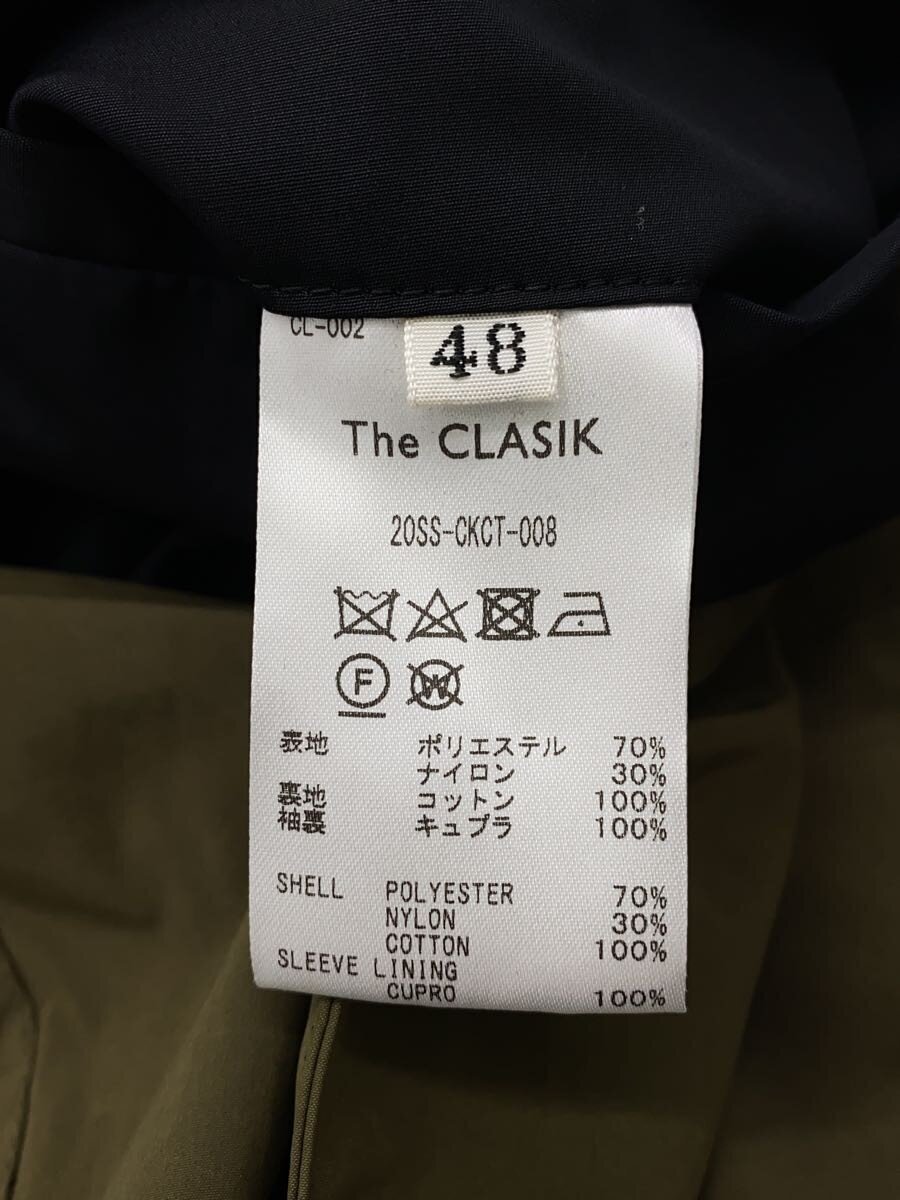 CL-002
48
The CLASIK
20SS-CKCT-008
F
W
表地 ポリエステル 70%
ナイロン 30%
裏地 コットン 100%
袖裏 キュプラ 100%
SHELL POLYESTER 70%
NYLON 30%
COTTON 100%
SLEEVE LINING
CUPRO 100%